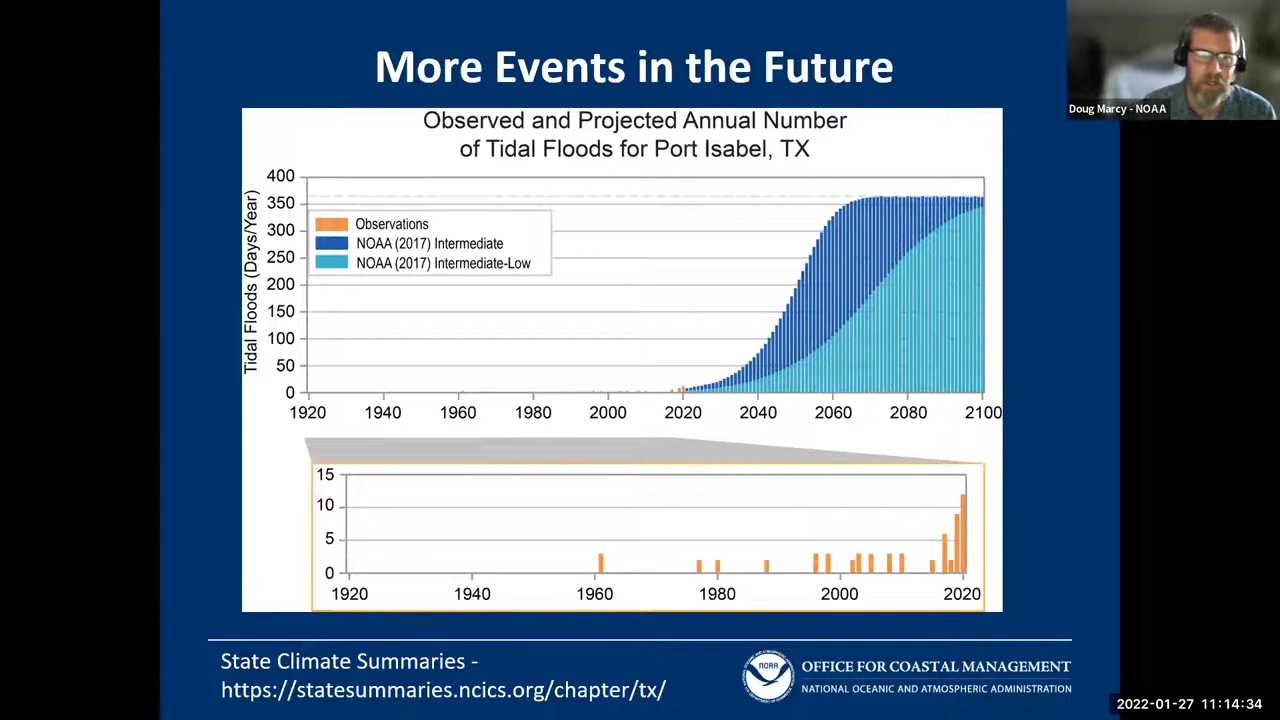 More Events in the Future
Doug Marcy - NOAA
Observed and Projected Annual Number
of Tidal Floods for Port Isabel, TX
Tidal Floods (Days/Year)
400
350
300
250
200
150
100
50
0
Observations
NOAA (2017) Intermediate
NOAA (2017) Intermediate-Low
1920 1940 1960 1980 2000 2020 2040 2060 2080 2100
15
10
5
0
1920 1940 1960 1980 2000 2020
State Climate Summaries -
https://statesummaries.ncics.org/chapter/tx/
NOAA
OFFICE FOR COASTAL MANAGEMENT
NATIONAL OCEANIC AND ATMOSPHERIC ADMINISTRATION
2022-01-27 11:14:34